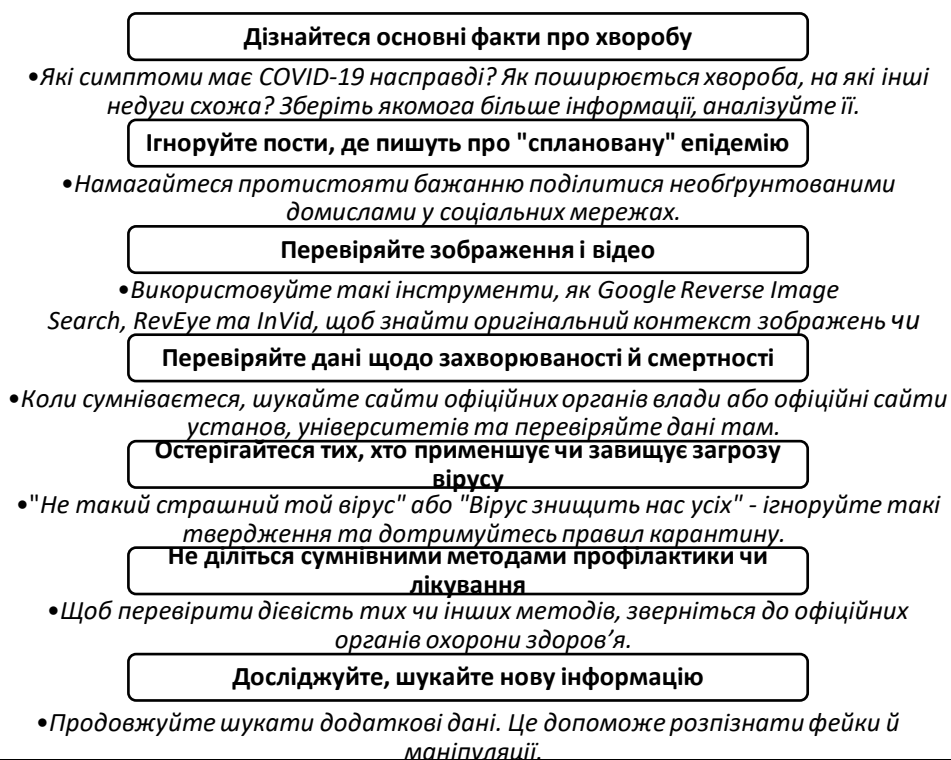 Дізнайтеся основні факти про хворобу
•Які симптоми має COVID-19 насправді? Як поширюється хвороба, на які інші
недуги схожа? Зберіть якомога більше інформації, аналізуйте її.
Ігноруйте пости, де пишуть про "сплановану" епідемію
•Намагайтеся протистояти бажанню поділитися необґрунтованими
домислами у соціальних мережах.
Перевіряйте зображення і відео
•Використовуйте такі інструменти, як Google Reverse Image
Search, RevEye та InVid, щоб знайти оригінальний контекст зображень чи
Перевіряйте дані щодо захворюваності й смертності
•Коли сумніваєтеся, шукайте сайти офіційних органів влади або офіційні сайти
установ, університетів та перевіряйте дані там.
Остерігайтеся тих, хто применшує чи завищує загрозу
вірусу
•"Не такий страшний той вірус" або "Вірус знищить нас усіх" - ігноруйте такі
твердження та дотримуйтесь правил карантину.
Не діліться сумнівними методами профілактики чи
лікування
•Щоб перевірити дієвість тих чи інших методів, зверніться до офіційних
органів охорони здоров’я.
Досліджуйте, шукайте нову інформацію
•Продовжуйте шукати додаткові дані. Це допоможе розпізнати фейки й
маніпуляції.